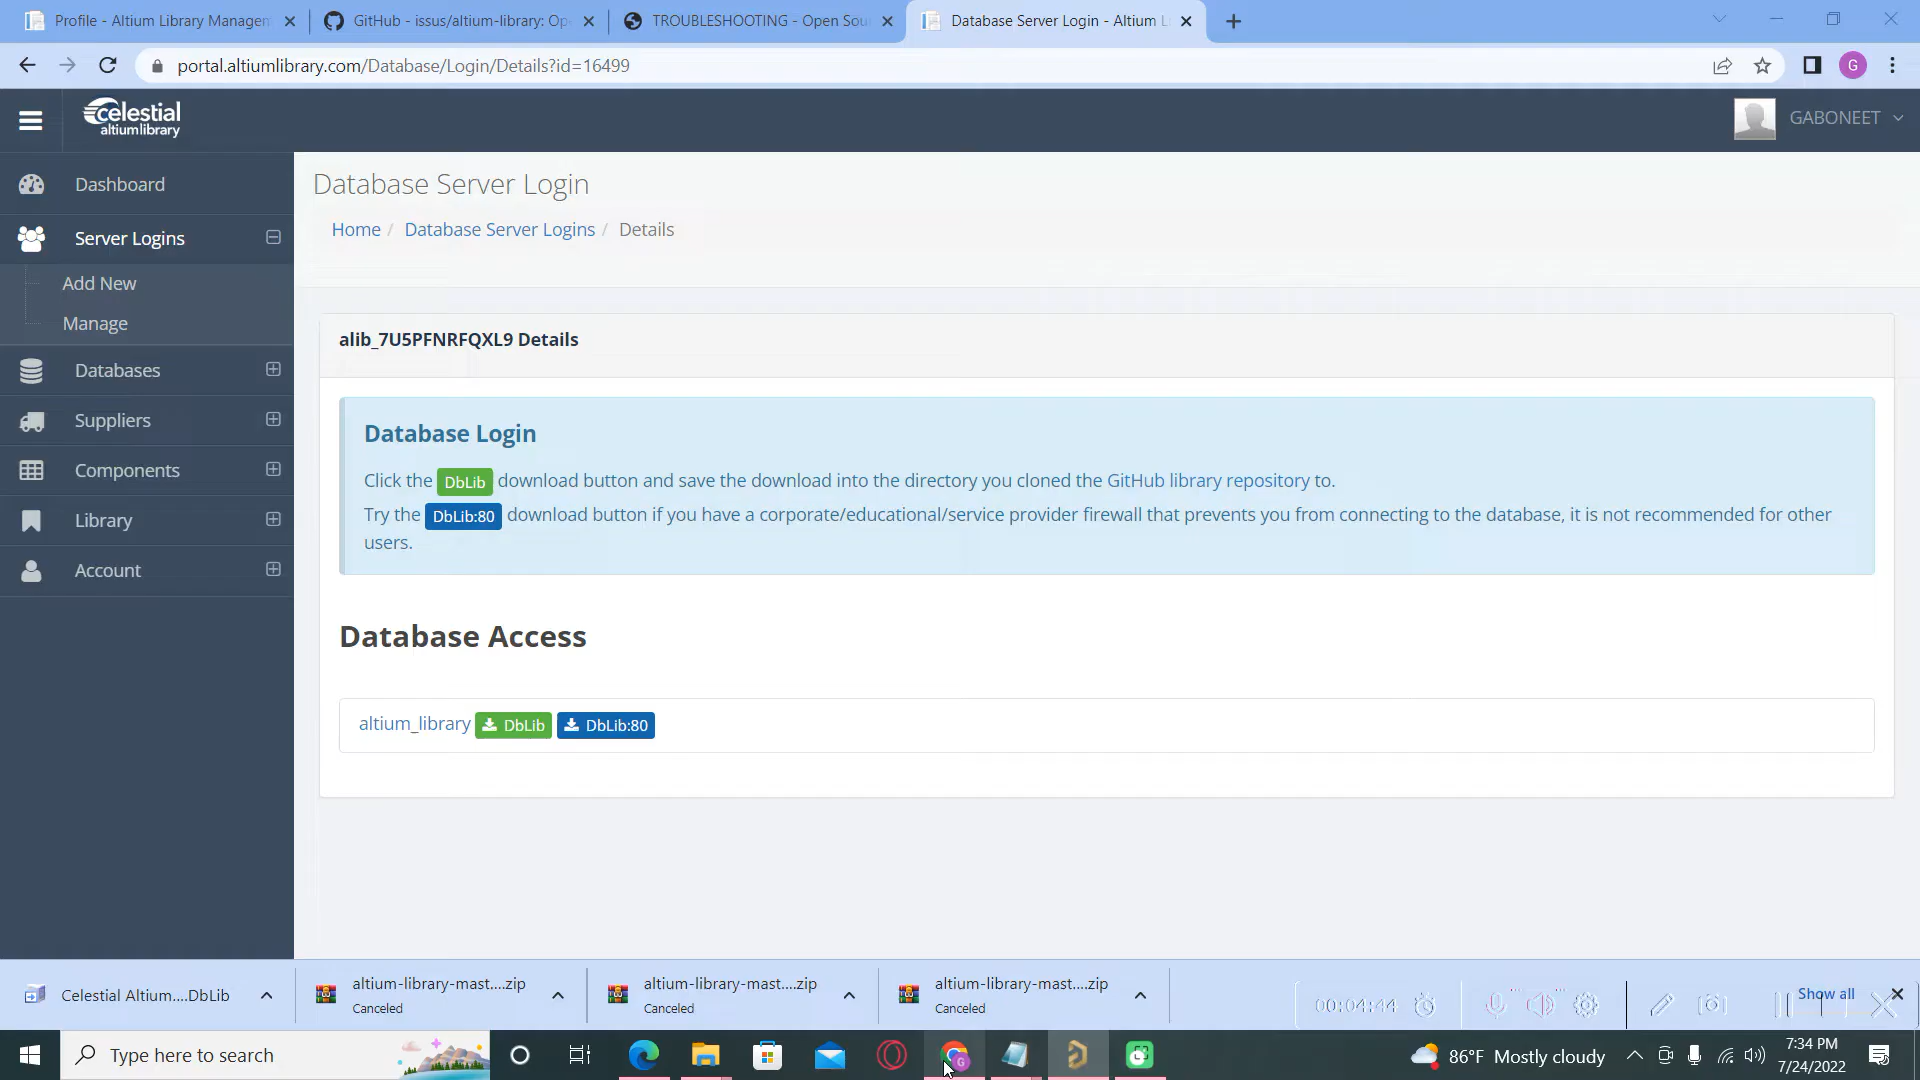 Profile - Altium Library Managem
GitHub - issus/altium-library: Op
TROUBLESHOOTING - Open Sou
Database Server Login - Altium L
portal.altiumlibrary.com/Database/Login/Details?id=16499
G
celestial
altiumlibrary
GABONEET
Dashboard
Server Logins
Add New
Manage
Databases
Suppliers
Components
Library
Account
Database Server Login
Home / Database Server Logins / Details
alib_7U5PFNRFQXL9 Details
Database Login
Click the DbLib download button and save the download into the directory you cloned the GitHub library repository to.
Try the DbLib:80 download button if you have a corporate/educational/service provider firewall that prevents you from connecting to the database, it is not recommended for other
users.
Database Access
altium_library DbLib DbLib:80
Celestial Altium....DbLib
altium-library-mast....zip
Canceled
altium-library-mast....zip
Canceled
altium-library-mast....zip
Canceled
00:04:44
Show all
Type here to search
G
86°F Mostly cloudy
7:34 PM
7/24/2022